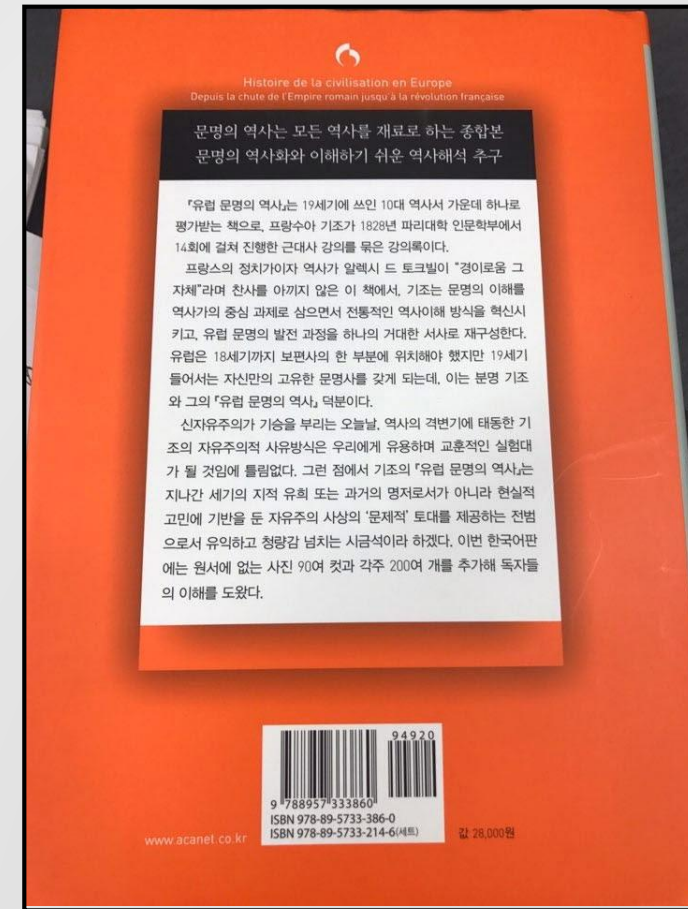 Histoire de la civilisation en Europe
Depuis la chute de l'Empire romain jusqu'à la révolution française
문명의 역사는 모든 역사를 재료로 하는 종합본
문명의 역사화와 이해하기 쉬운 역사해석 추구
『유럽 문명의 역사』는 19세기에 쓰인 10대 역사서 가운데 하나로
평가받는 책으로, 프랑수아 기조가 1828년 파리대학 인문학부에서
14회에 걸쳐 진행한 근대사 강의를 묶은 강의록이다.
프랑스의 정치가이자 역사가 알렉시 드 토크빌이 “경이로움 그
자체”라며 찬사를 아끼지 않은 이 책에서, 기조는 문명의 이해를
역사가의 중심 과제로 삼으면서 전통적인 역사이해 방식을 혁신시
키고, 유럽 문명의 발전 과정을 하나의 거대한 서사로 재구성한다.
유럽은 18세기까지 보편사의 한 부분에 위치해야 했지만 19세기
들어서는 자신만의 고유한 문명사를 갖게 되는데, 이는 분명 기조
와 그의 『유럽 문명의 역사』 덕분이다.
신자유주의가 기승을 부리는 오늘날, 역사의 격변기에 태동한 기
조의 자유주의적 사유방식은 우리에게 유용하며 교훈적인 실험대
가 될 것임에 틀림없다. 그런 점에서 기조의 『유럽 문명의 역사』는
지나간 세기의 지적 유희 또는 과거의 명저로서가 아니라 현실적
고민에 기반을 둔 자유주의 사상의 ‘문제적’ 토대를 제공하는 전범
으로서 유익하고 청량감 넘치는 시금석이라 하겠다. 이번 한국어판
에는 원서에 없는 사진 90여 컷과 각주 200여 개를 추가해 독자들
의 이해를 도왔다.
94920
9 788957 333860
ISBN 978-89-5733-386-0
ISBN 978-89-5733-214-6(세트)
www.acanet.co.kr
값 28,000원